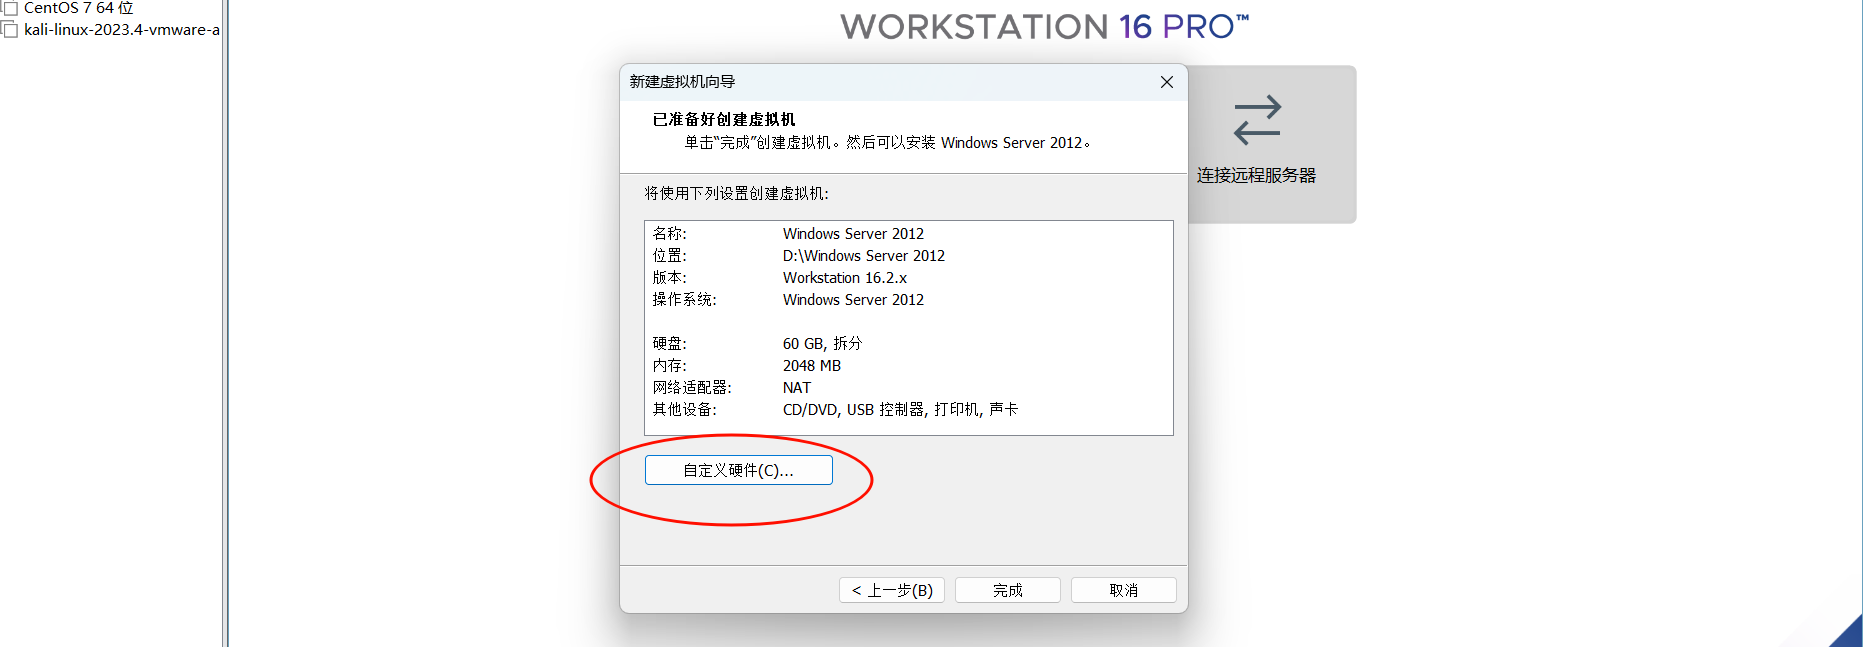 CentOS 7 64 位
kali-linux-2023.4-vmware-a
WORKSTATION 16 PRO™
新建虚拟机向导
已准备好创建虚拟机
单击“完成”创建虚拟机。然后可以安装 Windows Server 2012。
连接远程服务器
将使用下列设置创建虚拟机:
名称: Windows Server 2012
位置: D:\Windows Server 2012
版本: Workstation 16.2.x
操作系统: Windows Server 2012
硬盘: 60 GB, 拆分
内存: 2048 MB
网络适配器: NAT
其他设备: CD/DVD, USB 控制器, 打印机, 声卡
自定义硬件(C)...
< 上一步(B) 完成 取消